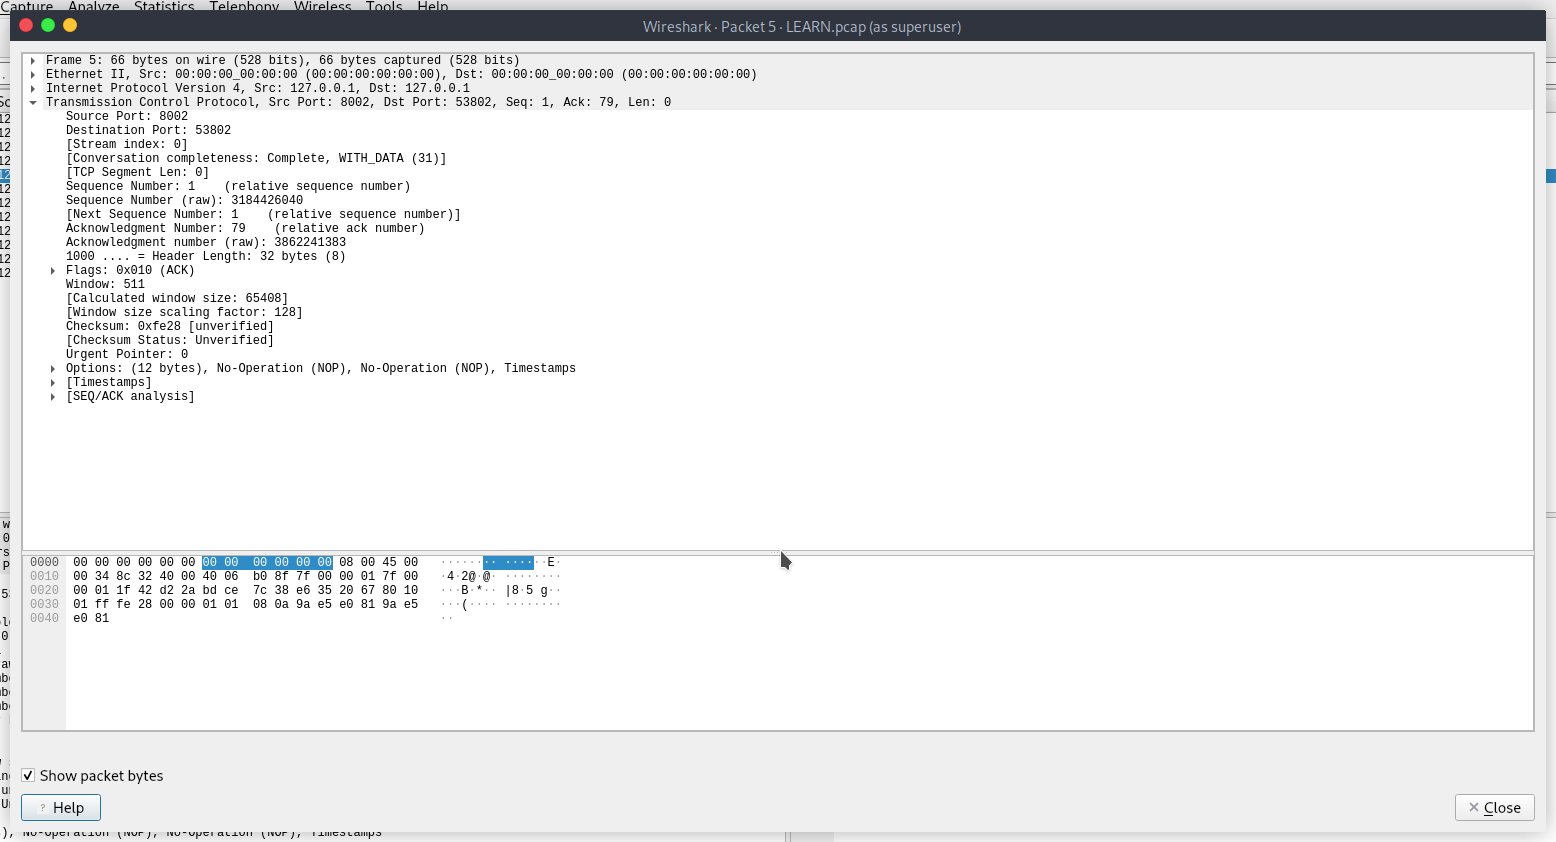 Capture Analyze Statistics Telephony Wireless Tools Help
Wireshark · Packet 5 · LEARN.pcap (as superuser)
Frame 5: 66 bytes on wire (528 bits), 66 bytes captured (528 bits)
Ethernet II, Src: 00:00:00_00:00:00 (00:00:00:00:00:00), Dst: 00:00:00_00:00:00 (00:00:00:00:00:00)
Internet Protocol Version 4, Src: 127.0.0.1, Dst: 127.0.0.1
Transmission Control Protocol, Src Port: 8002, Dst Port: 53802, Seq: 1, Ack: 79, Len: 0
Source Port: 8002
Destination Port: 53802
[Stream index: 0]
[Conversation completeness: Complete, WITH_DATA (31)]
[TCP Segment Len: 0]
Sequence Number: 1    (relative sequence number)
Sequence Number (raw): 3184426040
[Next Sequence Number: 1    (relative sequence number)]
Acknowledgment Number: 79    (relative ack number)
Acknowledgment number (raw): 3862241383
1000 .... = Header Length: 32 bytes (8)
Flags: 0x010 (ACK)
Window: 511
[Calculated window size: 65408]
[Window size scaling factor: 128]
Checksum: 0xfe28 [unverified]
[Checksum Status: Unverified]
Urgent Pointer: 0
Options: (12 bytes), No-Operation (NOP), No-Operation (NOP), Timestamps
[Timestamps]
[SEQ/ACK analysis]
0000 00 00 00 00 00 00 00 00 00 00 00 00 08 00 45 00 ·············· E·
0010 00 34 8c 32 40 00 40 06 b0 8f 7f 00 00 01 7f 00 ·4·2@·@· ········
0020 00 01 1f 42 d2 2a bd ce 7c 38 e6 35 20 67 80 10 ···B·*·· |8·5 g··
0030 01 ff fe 28 00 00 01 01 08 0a 9a e5 e0 81 9a e5 ···(···· ········
0040 e0 81 ··
Show packet bytes
Help
Close
), No-Operation (NOP), No-Operation (NOP), Timestamps